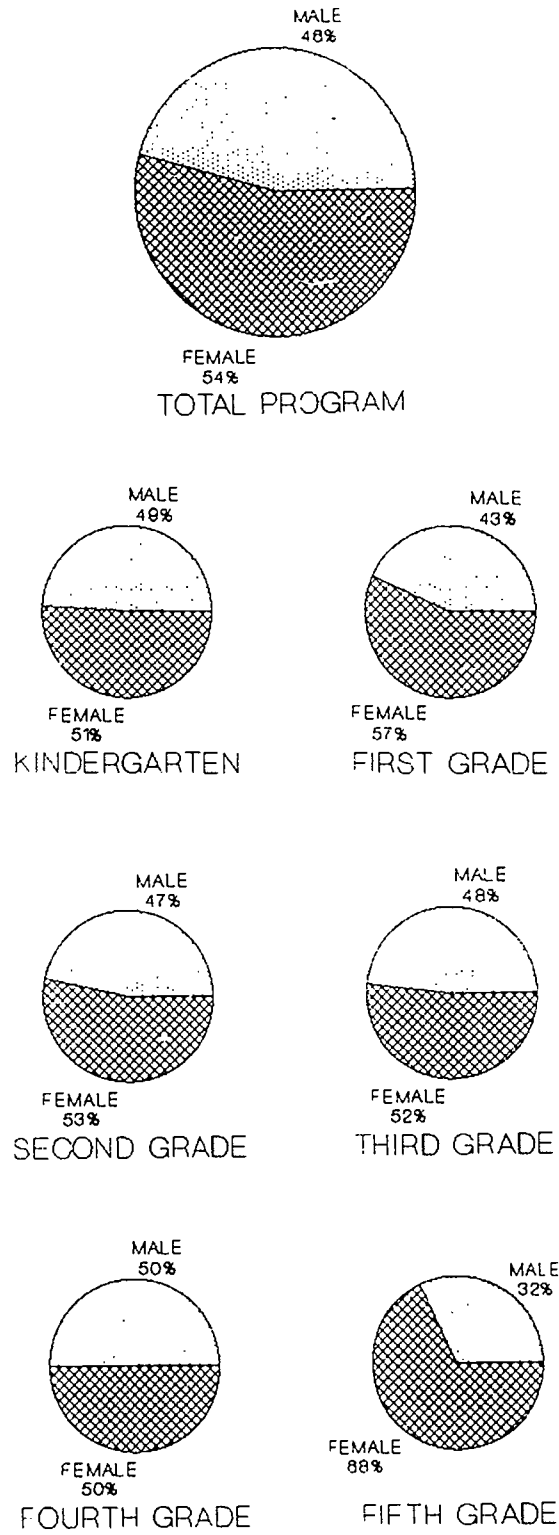 MALE
48%
FEMALE
54%
TOTAL PROGRAM
MALE
49%
FEMALE
51%
KINDERGARTEN
MALE
43%
FEMALE
57%
FIRST GRADE
MALE
47%
FEMALE
53%
SECOND GRADE
MALE
48%
FEMALE
52%
THIRD GRADE
MALE
50%
FEMALE
50%
FOURTH GRADE
MALE
32%
FEMALE
88%
FIFTH GRADE